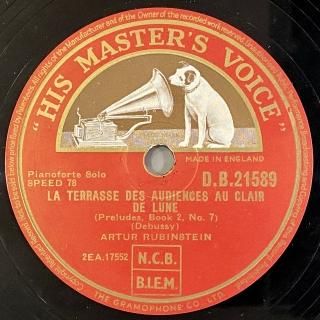 "HIS MASTER'S VOICE"
MADE IN ENGLAND
Pianoforte Solo
SPEED 78
D.B.21589
LA TERRASSE DES AUDIENCES AU CLAIR
DE LUNE
(Preludes, Book 2, No. 7)
(Debussy)
ARTUR RUBINSTEIN
2EA.17552
N.C.B.
B.I.E.M.
THE GRAMOPHONE CO. LTD.